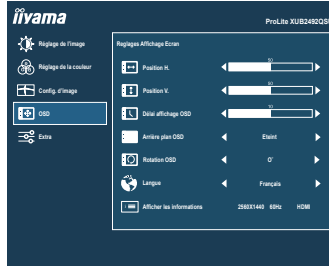 iiyama
ProLite XUB2492QS
Réglage de l'image
Réglage de la couleur
Config. d'image
OSD
Extra
Reglages Affichage Ecran
Position H. 50
Position V. 50
Délai affichage OSD 10
Arrière plan OSD Eteint
Rotation OSD 0°
Langue Français
Afficher les informations 2560X1440 60Hz HDMI